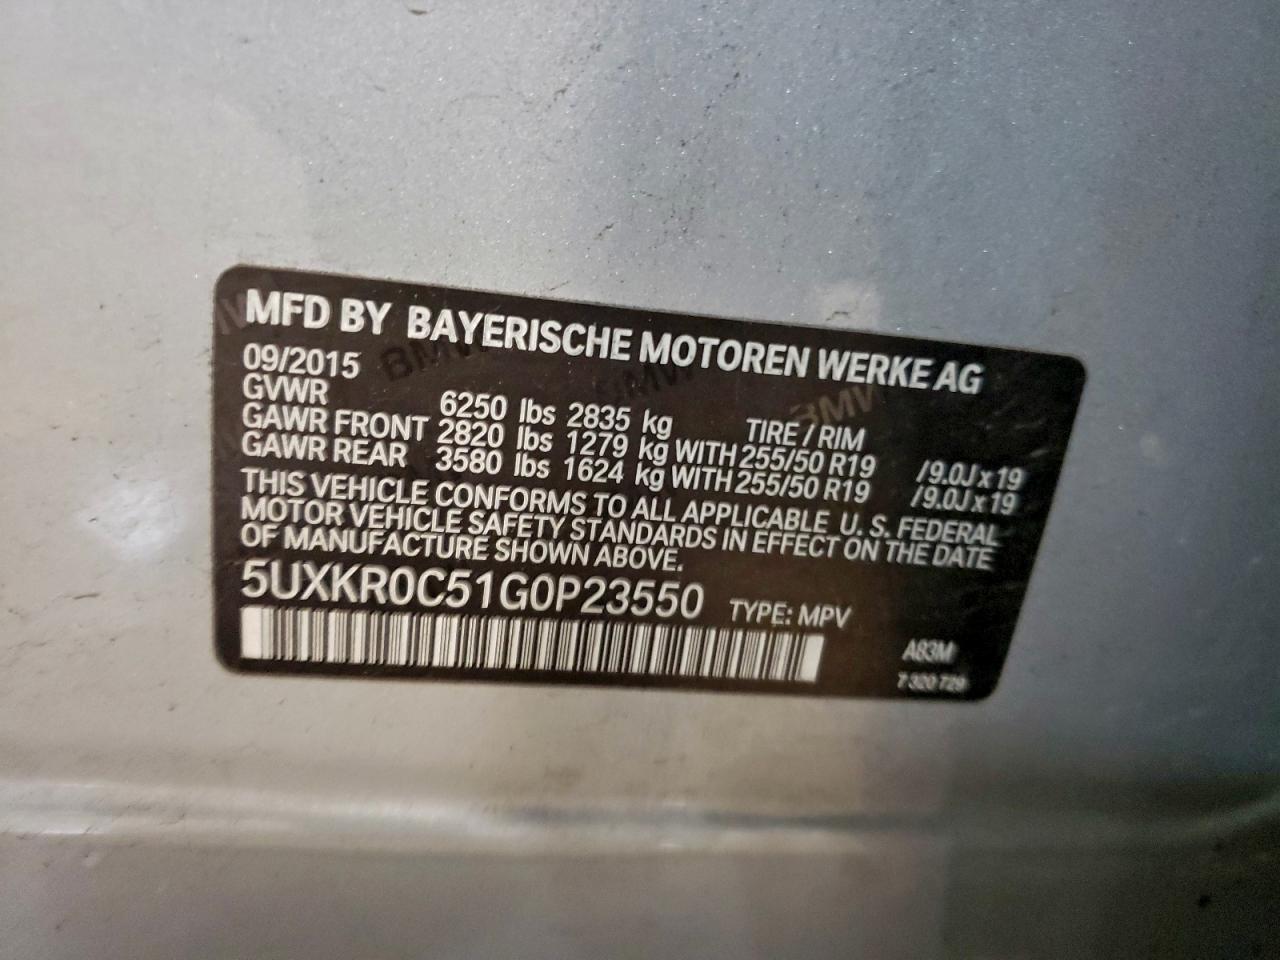 MFD BY BAYERISCHE MOTOREN WERKE AG
09/2015
GVWR 6250 lbs 2835 kg TIRE / RIM
GAWR FRONT 2820 lbs 1279 kg WITH 255/50 R19 /9.0J x 19
GAWR REAR 3580 lbs 1624 kg WITH 255/50 R19 /9.0J x 19
THIS VEHICLE CONFORMS TO ALL APPLICABLE U. S. FEDERAL
MOTOR VEHICLE SAFETY STANDARDS IN EFFECT ON THE DATE
OF MANUFACTURE SHOWN ABOVE.
5UXKR0C51G0P23550 TYPE: MPV
A83M
7 320 729